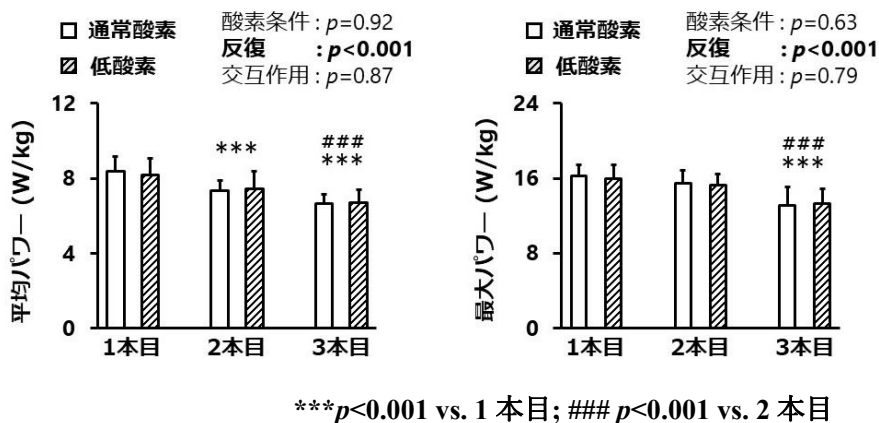 通常酸素
低酸素
酸素条件 : p=0.92
反復 : p<0.001
交互作用 : p=0.87
平均パワー (W/kg)
12
8
4
0
***
###
***
1本目 2本目 3本目
通常酸素
低酸素
酸素条件 : p=0.63
反復 : p<0.001
交互作用 : p=0.79
最大パワー (W/kg)
24
16
8
0
###
***
1本目 2本目 3本目
***p<0.001 vs. 1 本目; ### p<0.001 vs. 2 本目